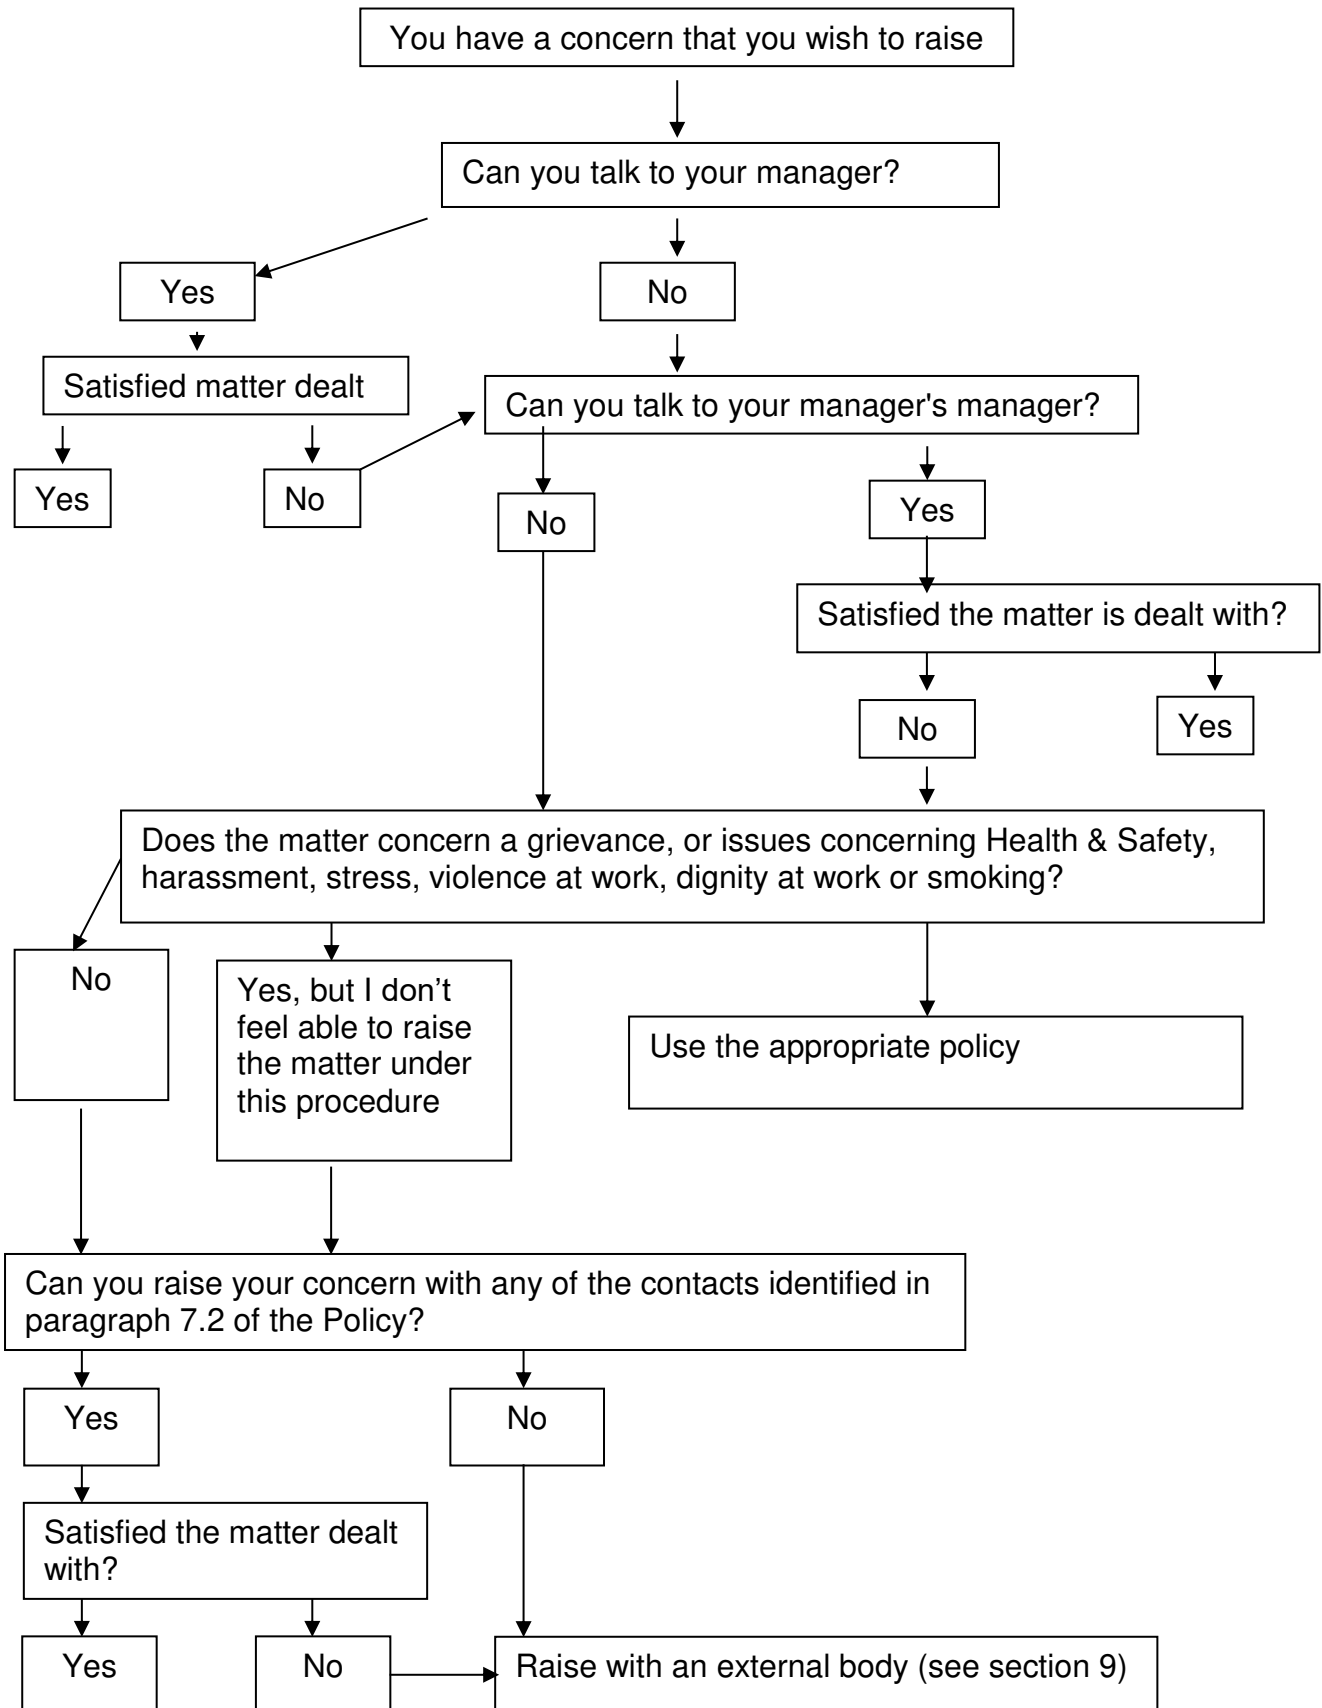 You have a concern that you wish to raise
Can you talk to your manager?
Yes
No
Satisfied matter dealt
Can you talk to your manager's manager?
Yes
No
No
Yes
Satisfied the matter is dealt with?
No
Yes
Does the matter concern a grievance, or issues concerning Health & Safety,
harassment, stress, violence at work, dignity at work or smoking?
No
Yes, but I don’t
feel able to raise
the matter under
this procedure
Use the appropriate policy
Can you raise your concern with any of the contacts identified in
paragraph 7.2 of the Policy?
Yes
No
Satisfied the matter dealt
with?
Yes
No
Raise with an external body (see section 9)